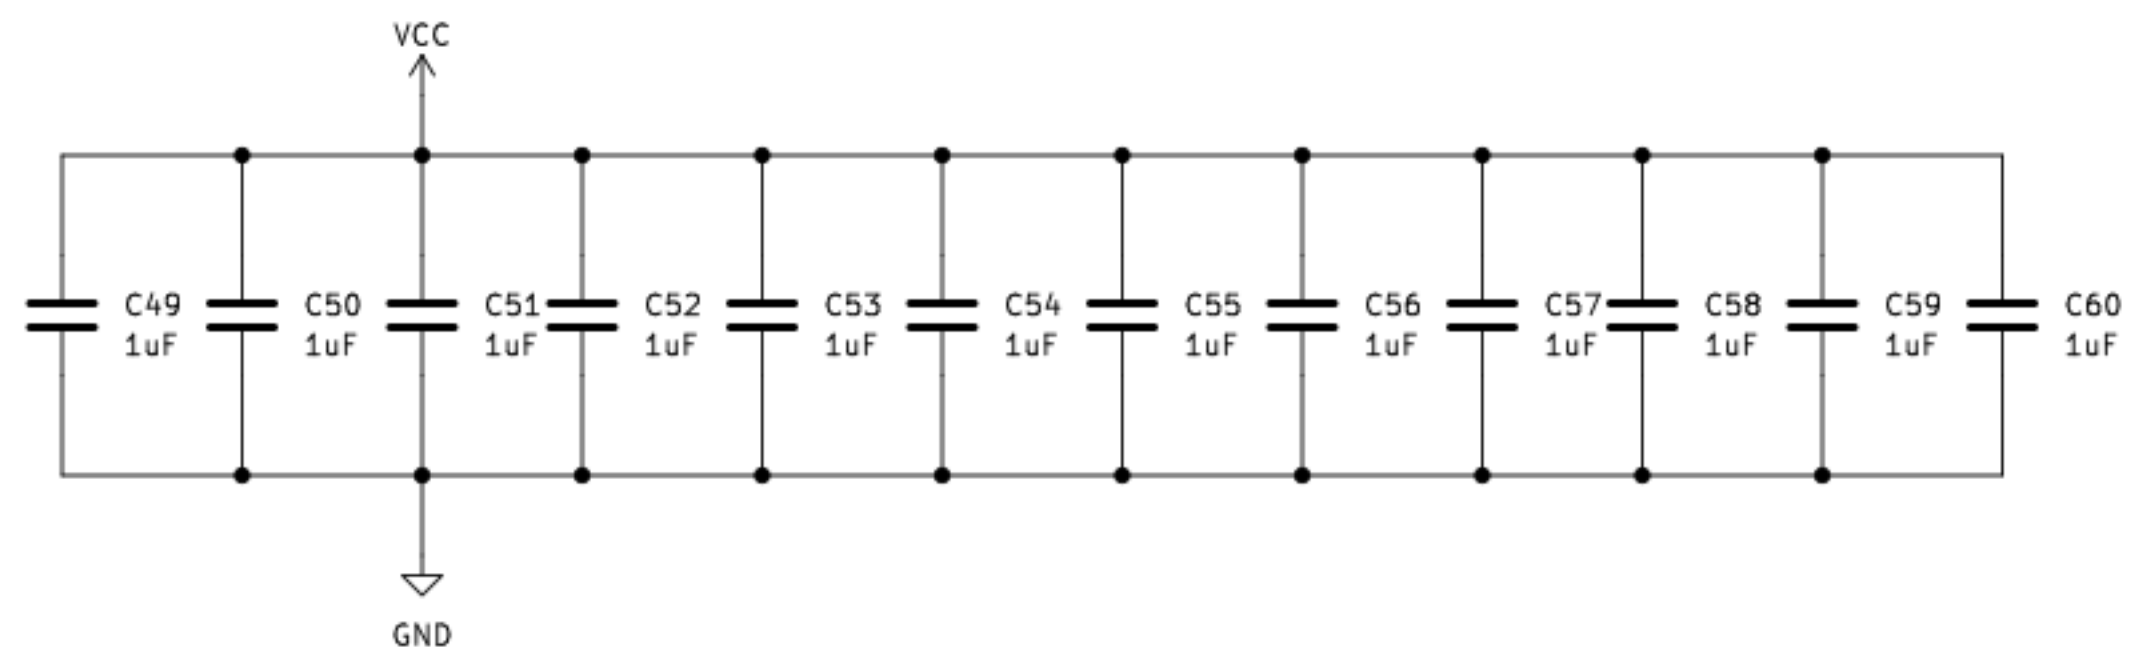 VCC
C49
1uF
C50
1uF
C51
1uF
C52
1uF
C53
1uF
C54
1uF
C55
1uF
C56
1uF
C57
1uF
C58
1uF
C59
1uF
C60
1uF
GND